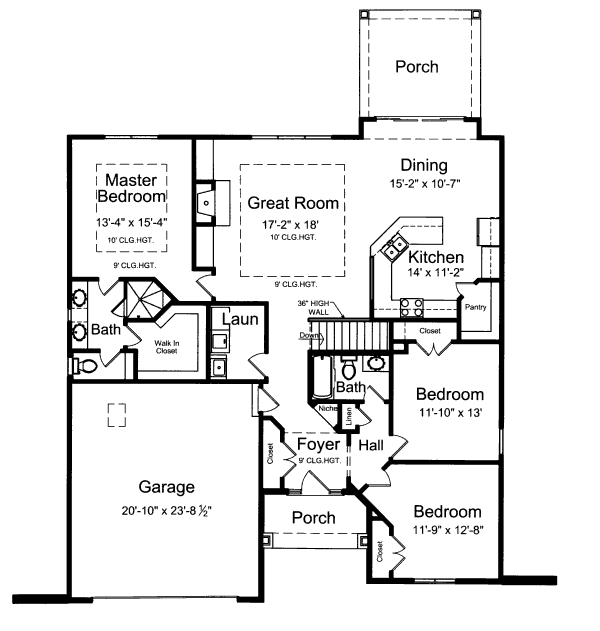 Porch
Dining
15'-2" x 10'-7"
Master
Bedroom
13'-4" x 15'-4"
10' CLG.HGT.
9' CLG.HGT.
Great Room
17'-2" x 18'
10' CLG.HGT.
9' CLG.HGT.
Kitchen
14' x 11'-2"
Pantry
36" HIGH
WALL
Down
Laun
Bath
Walk In
Closet
Closet
Bath
Bedroom
11'-10" x 13'
Niche
Linen
Foyer
9' CLG.HGT.
Hall
Closet
Garage
20'-10" x 23'-8 ½"
Porch
Bedroom
11'-9" x 12'-8"
Closet